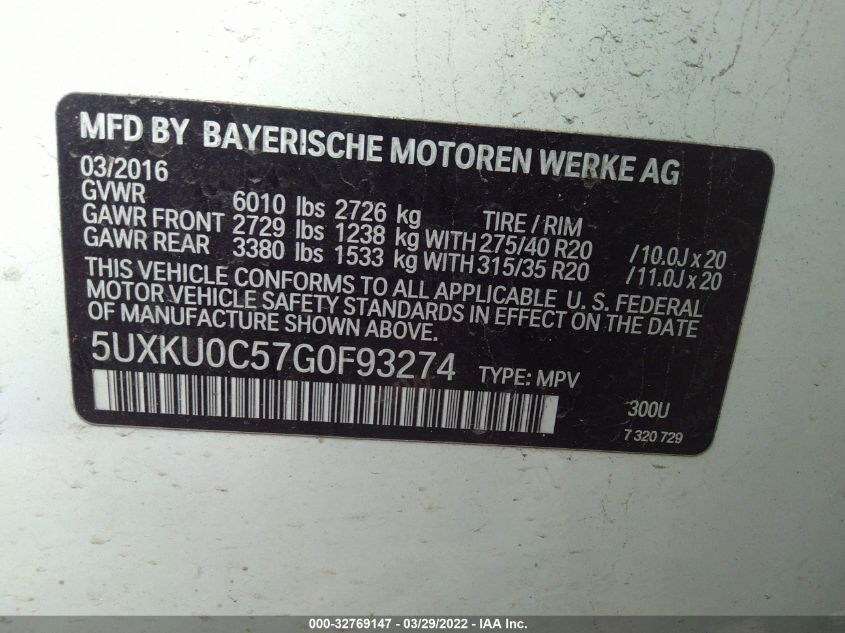 MFD BY BAYERISCHE MOTOREN WERKE AG
03/2016
GVWR 6010 lbs 2726 kg TIRE / RIM
GAWR FRONT 2729 lbs 1238 kg WITH 275/40 R20 / 10.0J x 20
GAWR REAR 3380 lbs 1533 kg WITH 315/35 R20 / 11.0J x 20
THIS VEHICLE CONFORMS TO ALL APPLICABLE U. S. FEDERAL
MOTOR VEHICLE SAFETY STANDARDS IN EFFECT ON THE DATE
OF MANUFACTURE SHOWN ABOVE.
5UXKU0C57G0F93274 TYPE: MPV
300U
7 320 729
000-32769147 - 03/29/2022 - IAA Inc.